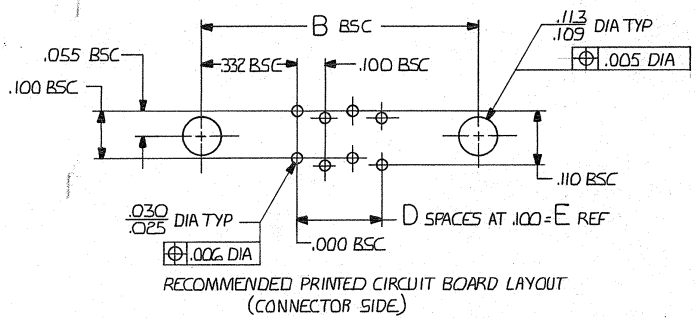 B BSC
.113
.109 DIA TYP
⌖ .005 DIA
.055 BSC
.332 BSC
.100 BSC
.100 BSC
.110 BSC
.030
.025 DIA TYP
⌖ .006 DIA
D SPACES AT .100 = E REF
.000 BSC
RECOMMENDED PRINTED CIRCUIT BOARD LAYOUT
(CONNECTOR SIDE)